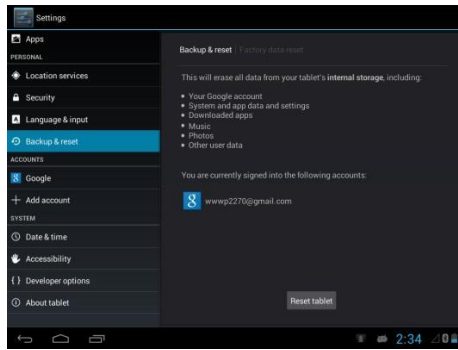 Settings
Apps
PERSONAL
Location services
Security
Language & input
Backup & reset
ACCOUNTS
Google
Add account
SYSTEM
Date & time
Accessibility
Developer options
About tablet
Backup & reset Factory data reset
This will erase all data from your tablet's internal storage, including:
• Your Google account
• System and app data and settings
• Downloaded apps
• Music
• Photos
• Other user data
You are currently signed into the following accounts:
wwwp2270@gmail.com
Reset tablet
2:34